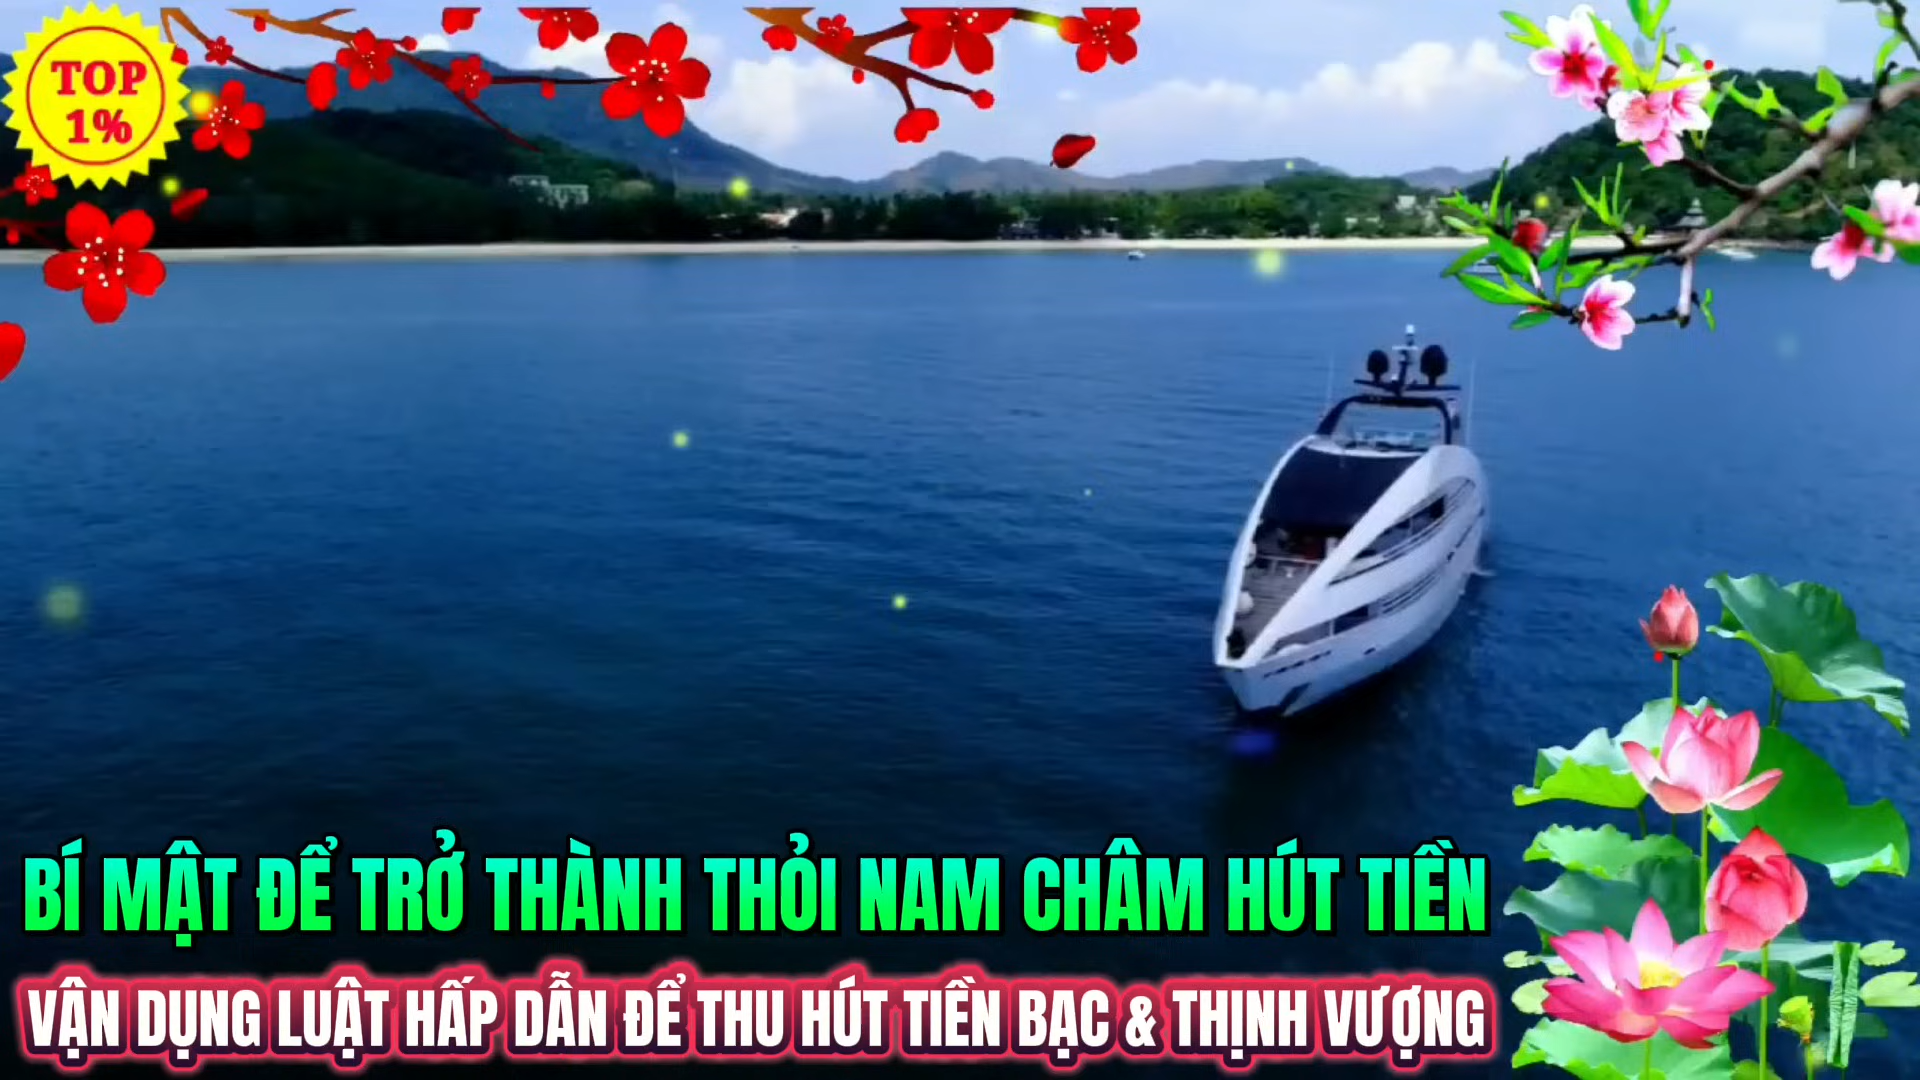 TOP
1%
BÍ MẬT ĐỂ TRỞ THÀNH THỎI NAM CHÂM HÚT TIỀN
VẬN DỤNG LUẬT HẤP DẪN ĐỂ THU HÚT TIỀN BẠC & THỊNH VƯỢNG